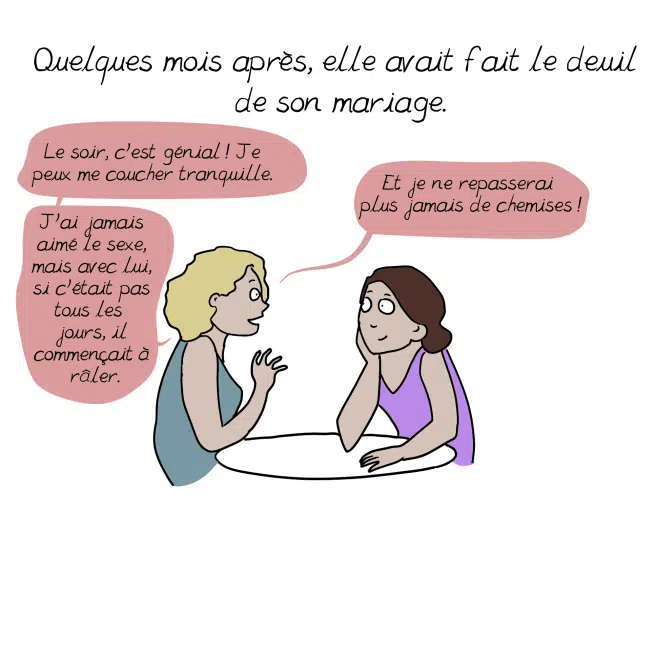 Quelques mois après, elle avait fait le deuil
de son mariage.
Le soir, c'est génial ! Je
peux me coucher tranquille.
J'ai jamais
aimé le sexe,
mais avec lui,
si c'était pas
tous les
jours, il
commençait à
râler.
Et je ne repasserai
plus jamais de chemises !